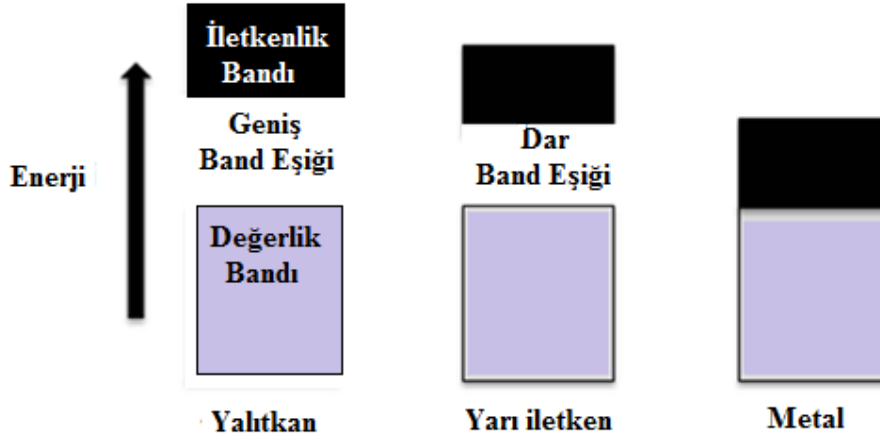 İletkenlik
Bandı
Geniş
Band Eşiği
Dar
Band Eşiği
Enerji
Değerlik
Bandı
Yalıtkan
Yarı iletken
Metal